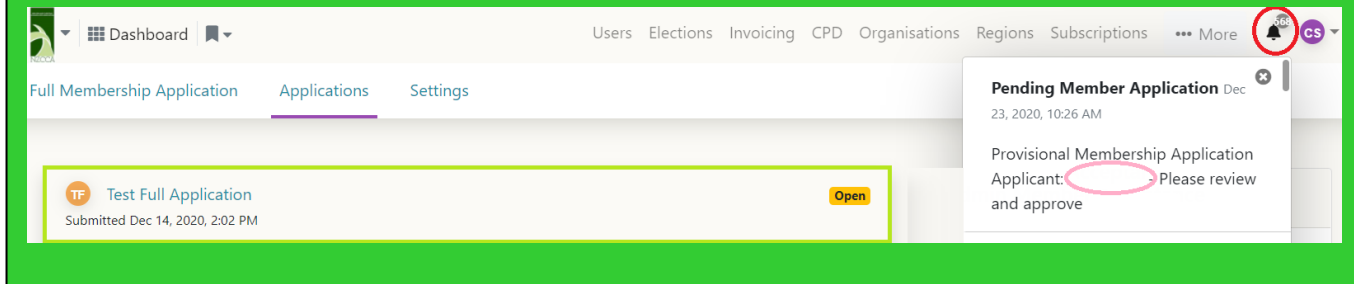 Dashboard Users Elections Invoicing CPD Organisations Regions Subscriptions ••• More 568 CS
Full Membership Application Applications Settings
Pending Member Application Dec
23, 2020, 10:26 AM
Provisional Membership Application
Applicant: - Please review
and approve
TF Test Full Application Open
Submitted Dec 14, 2020, 2:02 PM